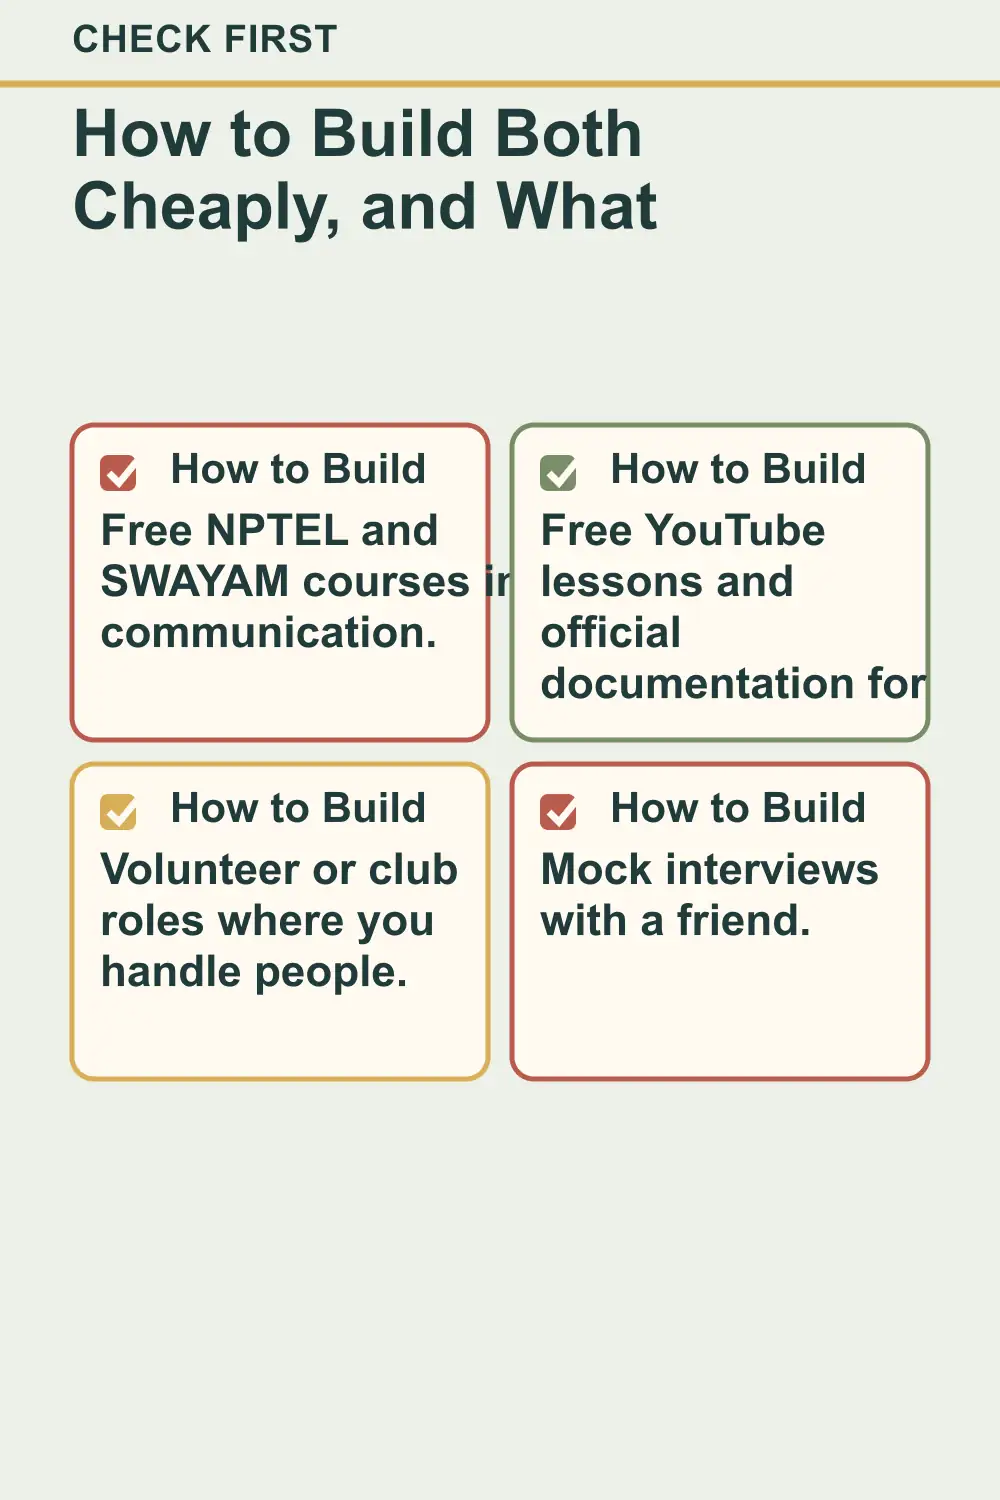 CHECK FIRST
How to Build Both
Cheaply, and What
How to Build
Free NPTEL and
SWAYAM courses in
communication.
How to Build
Free YouTube
lessons and
official
documentation for
How to Build
Volunteer or club
roles where you
handle people.
How to Build
Mock interviews
with a friend.